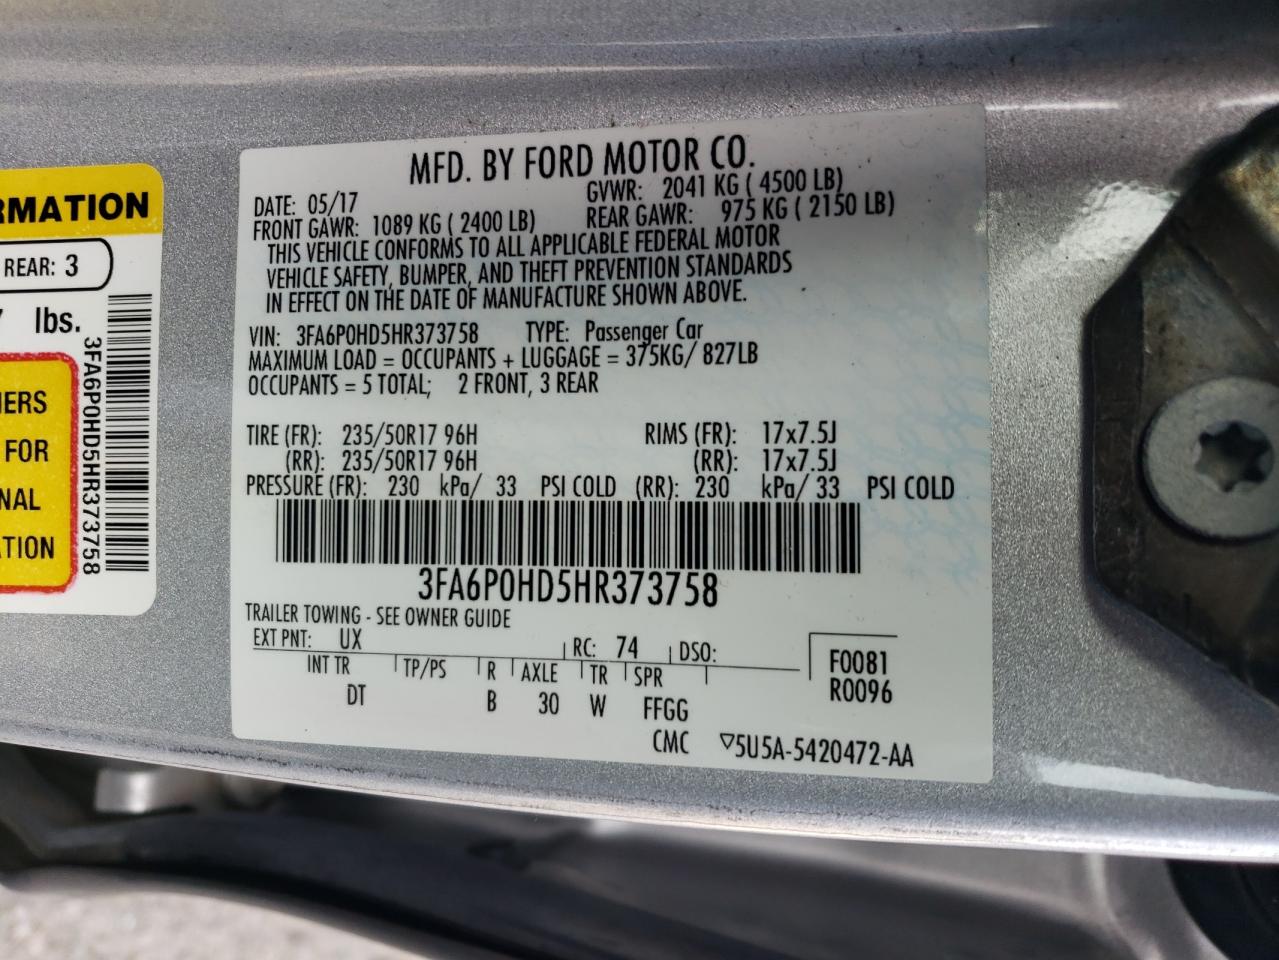 RMATION
REAR: 3
lbs.
3FA6P0HD5HR373758
FOR
MFD. BY FORD MOTOR CO.
DATE: 05/17 GVWR: 2041 KG ( 4500 LB)
FRONT GAWR: 1089 KG ( 2400 LB) REAR GAWR: 975 KG ( 2150 LB)
THIS VEHICLE CONFORMS TO ALL APPLICABLE FEDERAL MOTOR
VEHICLE SAFETY, BUMPER, AND THEFT PREVENTION STANDARDS
IN EFFECT ON THE DATE OF MANUFACTURE SHOWN ABOVE.
VIN: 3FA6P0HD5HR373758 TYPE: Passenger Car
MAXIMUM LOAD = OCCUPANTS + LUGGAGE = 375KG/ 827LB
OCCUPANTS = 5 TOTAL; 2 FRONT, 3 REAR
TIRE (FR): 235/50R17 96H RIMS (FR): 17x7.5J
(RR): 235/50R17 96H (RR): 17x7.5J
PRESSURE (FR): 230 kPa/ 33 PSI COLD (RR): 230 kPa/ 33 PSI COLD
3FA6P0HD5HR373758
TRAILER TOWING - SEE OWNER GUIDE
EXT PNT: UX RC: 74 DSO:
INT TR TP/PS R AXLE TR SPR F0081
DT B 30 W FFGG R0096
CMC ▽5U5A-5420472-AA